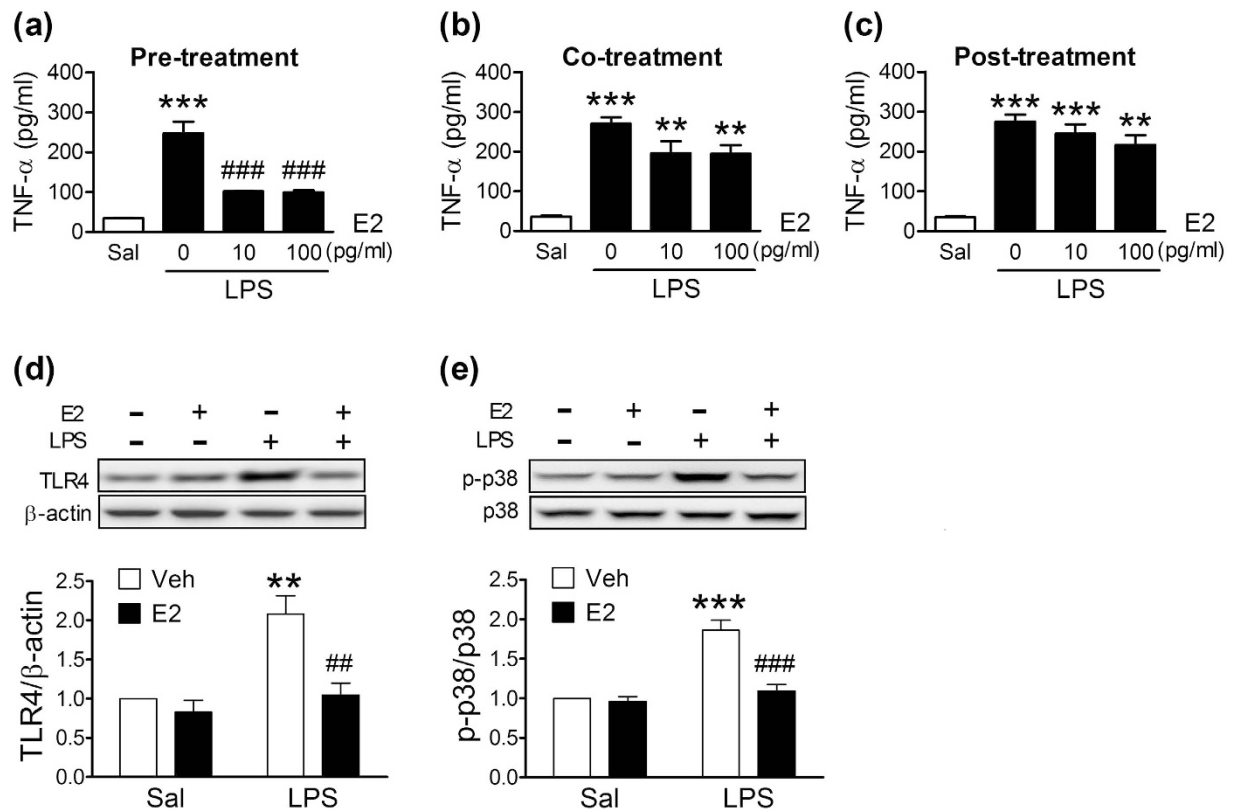 (a)
Pre-treatment
TNF-α (pg/ml)
400
300
200
100
0
***
###
###
E2
Sal
0
10
100 (pg/ml)
LPS
(b)
Co-treatment
TNF-α (pg/ml)
400
300
200
100
0
***
**
**
E2
Sal
0
10
100 (pg/ml)
LPS
(c)
Post-treatment
TNF-α (pg/ml)
400
300
200
100
0
***
***
**
E2
Sal
0
10
100 (pg/ml)
LPS
(d)
E2 - + - +
LPS - - + +
TLR4
β-actin
TLR4/β-actin
2.5
2.0
1.5
1.0
0.5
0.0
Veh
E2
**
##
Sal
LPS
(e)
E2 - + - +
LPS - - + +
p-p38
p38
p-p38/p38
2.5
2.0
1.5
1.0
0.5
0.0
Veh
E2
***
###
Sal
LPS